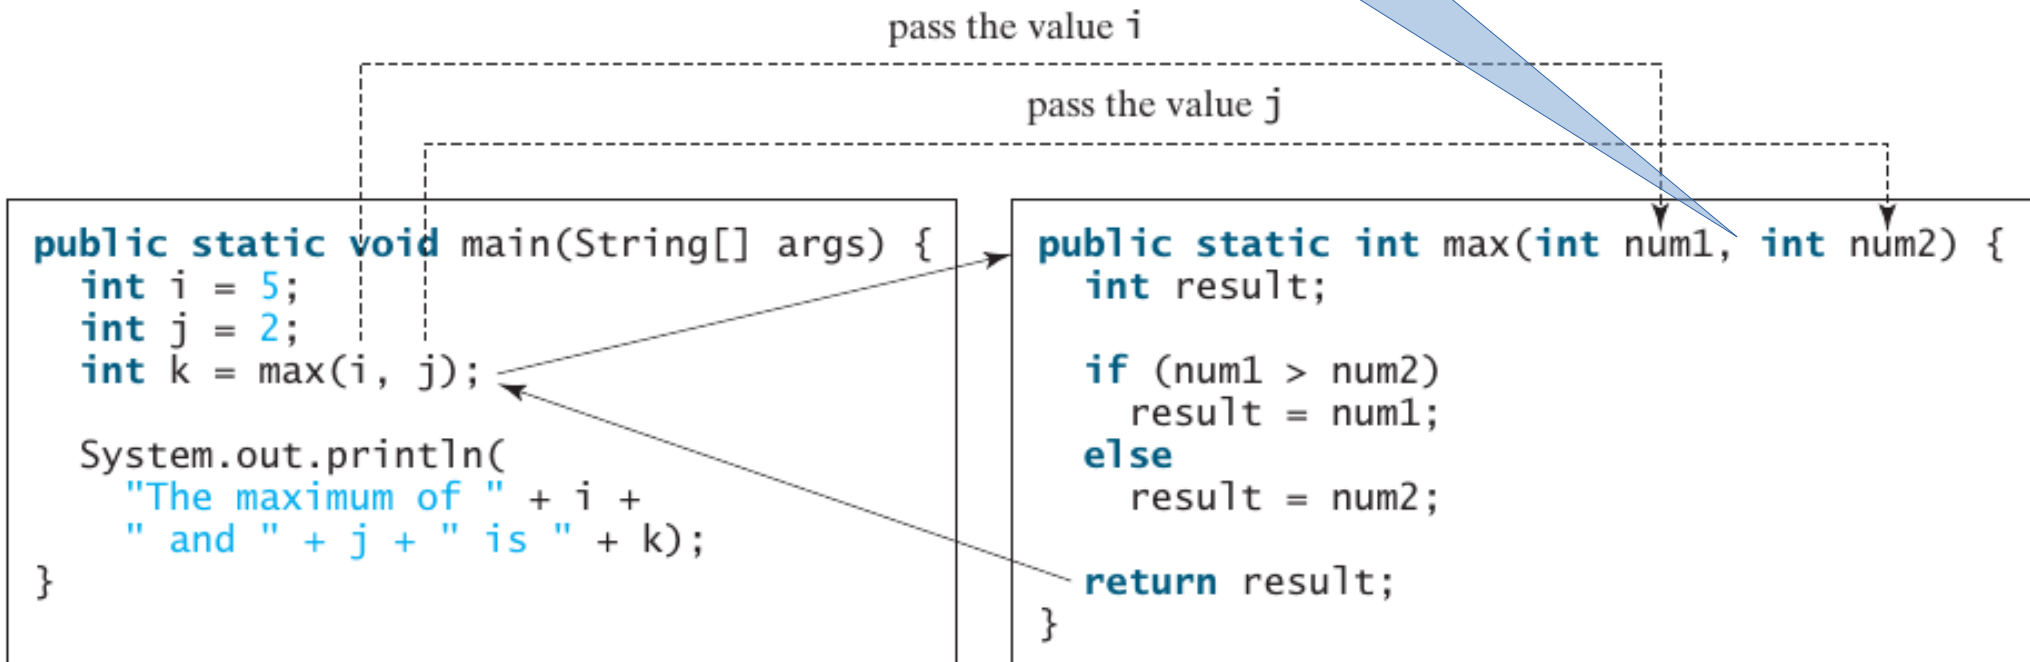 pass the value i
pass the value j
public static void main(String[] args) {
int i = 5;
int j = 2;
int k = max(i, j);
System.out.println(
"The maximum of " + i +
" and " + j + " is " + k);
}
public static int max(int num1, int num2) {
int result;
if (num1 > num2)
result = num1;
else
result = num2;
return result;
}